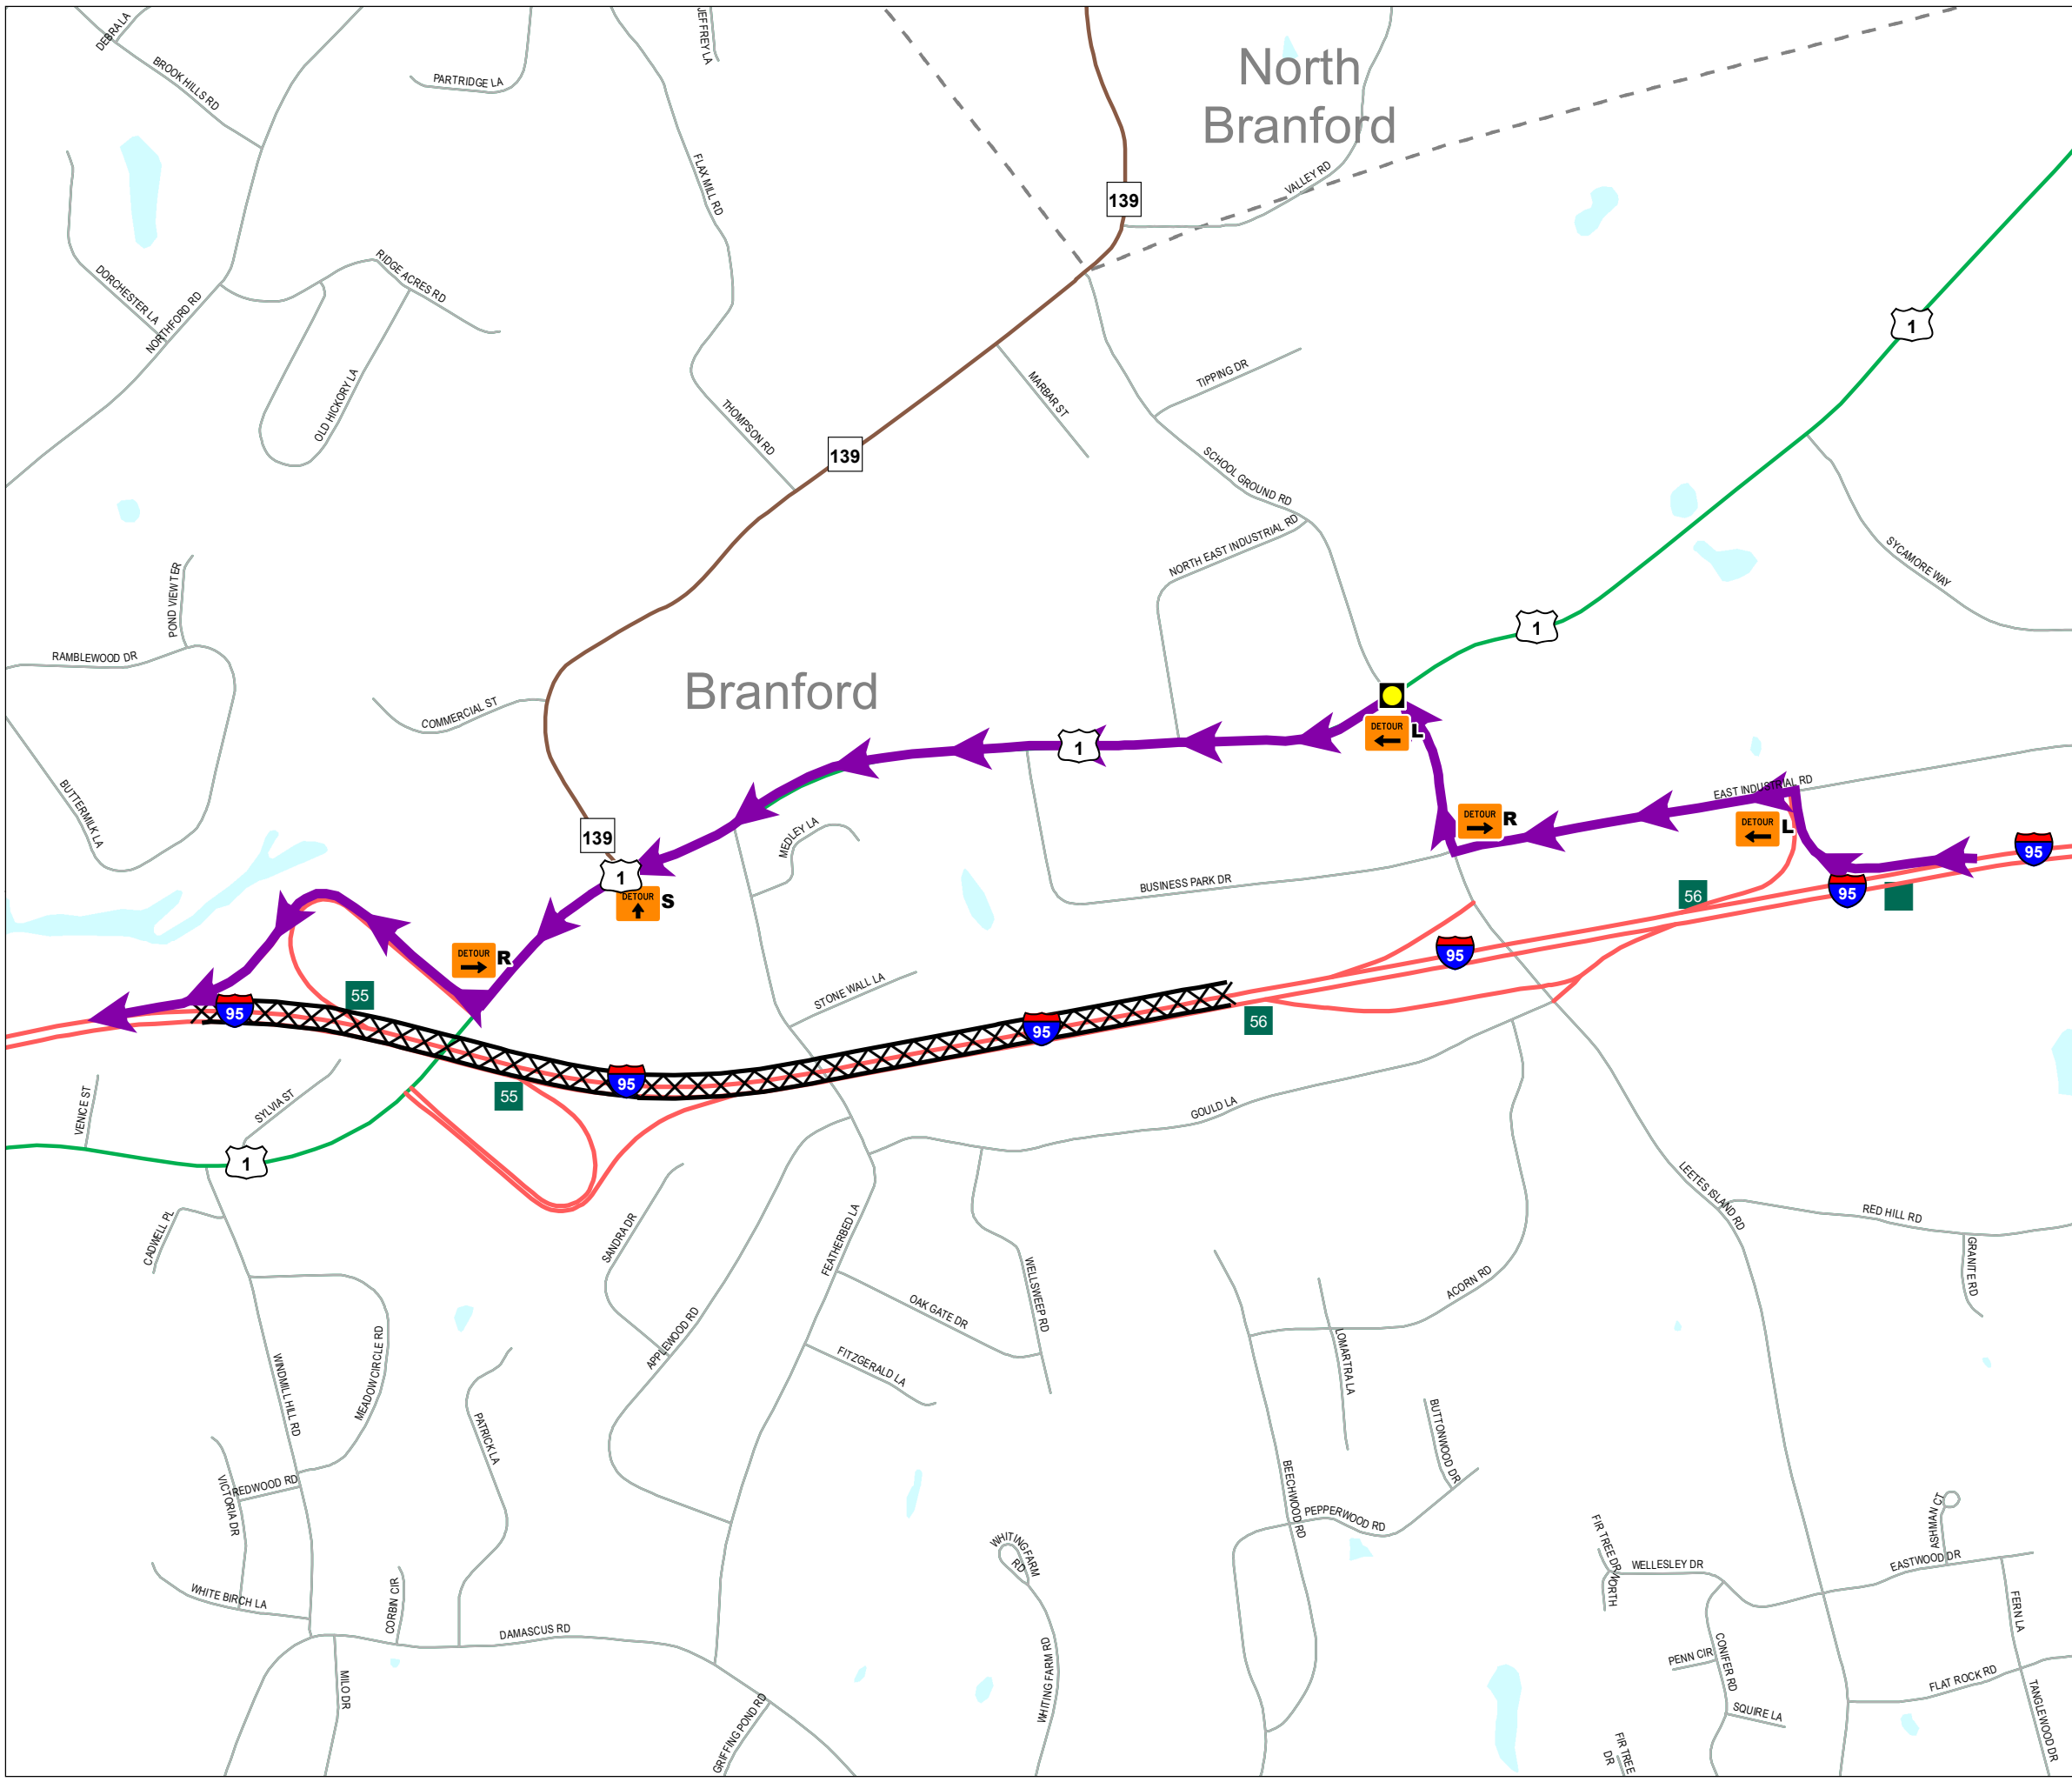 DEBRA LA
BROOK HILLS RD
PARTRIDGE LA
JEFFREY LA
North
Branford
FLAX MILL RD
139
VALLEY RD
DORCHESTER LA
NORTHFORD RD
RIDGE ACRES RD
OLD HICKORY LA
1
THOMPSON RD
139
MARBAR ST
TIPPING DR
SCHOOL GROUND RD
NORTH EAST INDUSTRIAL RD
SYCAMORE WAY
POND VIEW TER
RAMBLEWOOD DR
COMMERCIAL ST
Branford
1
BUTTERMILK LA
1
DETOUR
L
EAST INDUSTRIAL RD
DETOUR
R
DETOUR
L
95
139
MEDLEY LA
1
DETOUR
S
BUSINESS PARK DR
56
95
DETOUR
R
95
55
STONE WALL LA
95
95
56
95
55
VENICE ST
SYLVIA ST
1
GOULD LA
LEETES ISLAND RD
RED HILL RD
GRANITE RD
CADWELL PL
SANDRA DR
FEATHERBED LA
WELLSWEEP RD
OAK GATE DR
ACORN RD
APPLEWOOD RD
FITZGERALD LA
LOMARTRA LA
MEADOW CIRCLE RD
WINDMILL HILL RD
PATRICK LA
BUTTONWOOD DR
BEECHWOOD RD
PEPPERWOOD RD
REDWOOD RD
VICTORIA DR
WHITE BIRCH LA
CORBIN CIR
DAMASCUS RD
WHITING FARM
RD
WHITING FARM RD
FIR TREE DR NORTH
WELLESLEY DR
ASHMAN CT
EASTWOOD DR
FERN LA
PENN CIR
CONIFER RD
FLAT ROCK RD
SQUIRE LA
TANGLEWOOD DR
MILO DR
GRIFFING POND RD
FIR TREE
DR